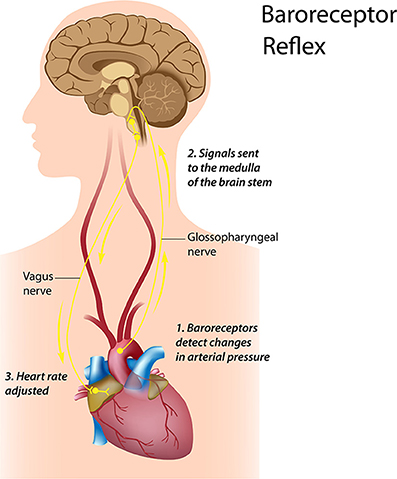 Baroreceptor
Reflex
2. Signals sent
to the medulla
of the brain stem
Glossopharyngeal
nerve
Vagus
nerve
1. Baroreceptors
detect changes
in arterial pressure
3. Heart rate
adjusted